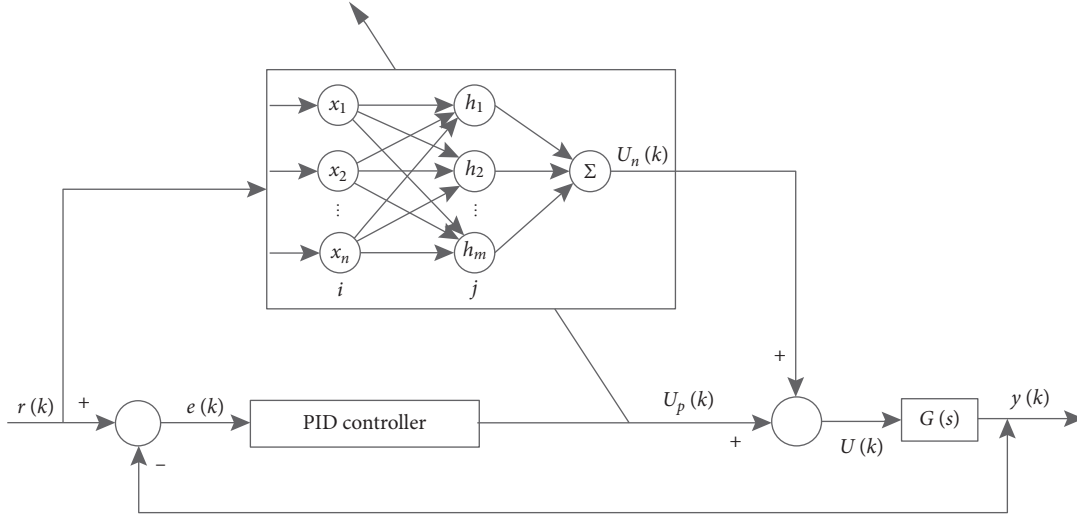 x₁
h₁
x₂
h₂
Σ
Uₙ (k)
⋮
⋮
xₙ
hₘ
i
j
r (k)
+
e (k)
PID controller
Uₚ (k)
+
+
U (k)
G (s)
y (k)
−